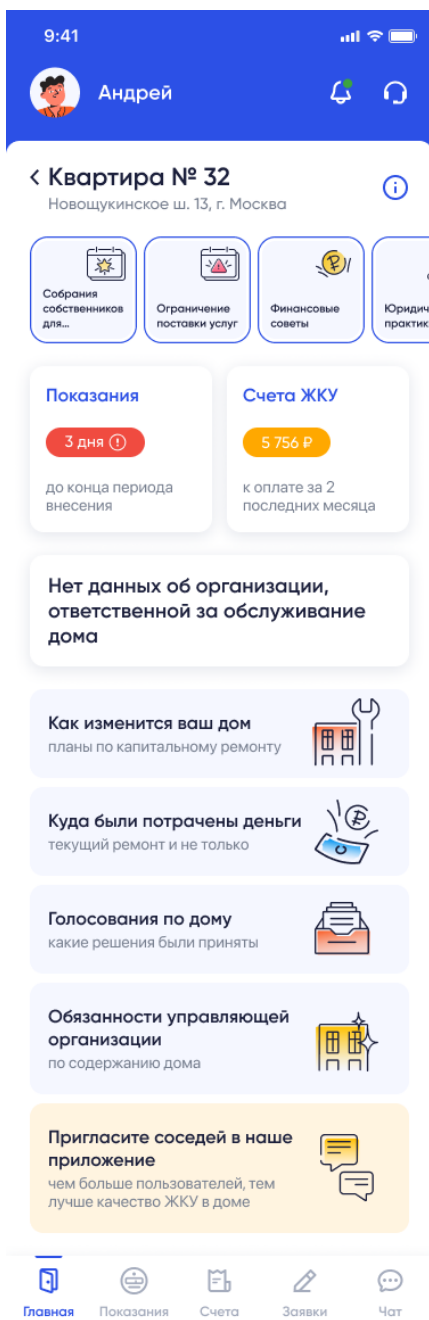 9:41
Андрей
Квартира № 32
Новощукинское ш. 13, г. Москва
Собрания
собственников
для...
Ограничение
поставки услуг
Финансовые
советы
Юридич
практик
Показания
3 дня
до конца периода
внесения
Счета ЖКУ
5 756 ₽
к оплате за 2
последних месяца
Нет данных об организации,
ответственной за обслуживание
дома
Как изменится ваш дом
планы по капитальному ремонту
Куда были потрачены деньги
текущий ремонт и не только
Голосования по дому
какие решения были приняты
Обязанности управляющей
организации
по содержанию дома
Пригласите соседей в наше
приложение
чем больше пользователей, тем
лучше качество ЖКУ в доме
Главная
Показания
Счета
Заявки
Чат